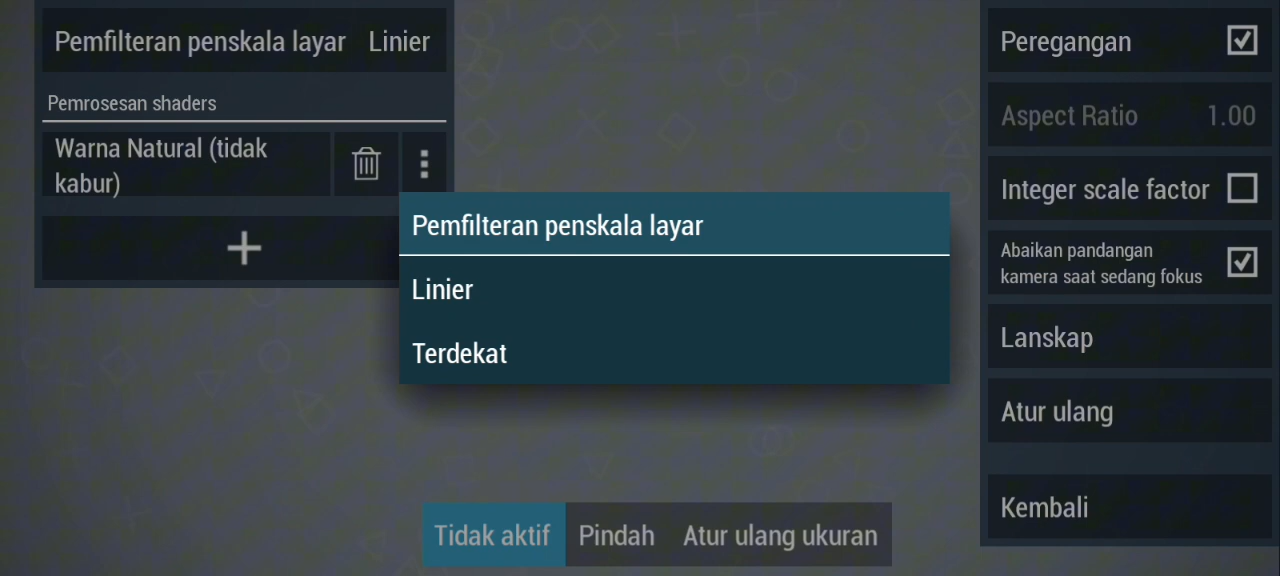 Pemfilteran penskala layar Linier
Pemrosesan shaders
Warna Natural (tidak
kabur)
Pemfilteran penskala layar
Linier
Terdekat
Tidak aktif Pindah Atur ulang ukuran
Peregangan
Aspect Ratio 1.00
Integer scale factor
Abaikan pandangan
kamera saat sedang fokus
Lanskap
Atur ulang
Kembali